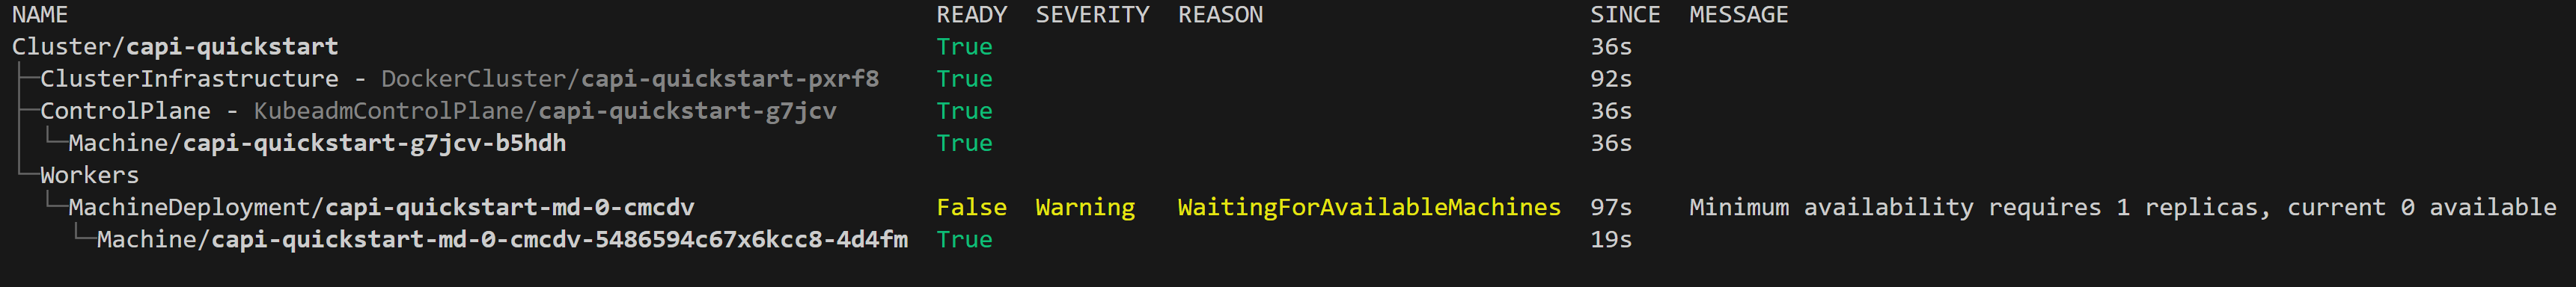 NAME READY SEVERITY REASON SINCE MESSAGE
Cluster/capi-quickstart True 36s
├─ClusterInfrastructure - DockerCluster/capi-quickstart-pxrf8 True 92s
├─ControlPlane - KubeadmControlPlane/capi-quickstart-g7jcv True 36s
│ └─Machine/capi-quickstart-g7jcv-b5hdh True 36s
└─Workers
  └─MachineDeployment/capi-quickstart-md-0-cmcdv False Warning WaitingForAvailableMachines 97s Minimum availability requires 1 replicas, current 0 available
    └─Machine/capi-quickstart-md-0-cmcdv-5486594c67x6kcc8-4d4fm True 19s